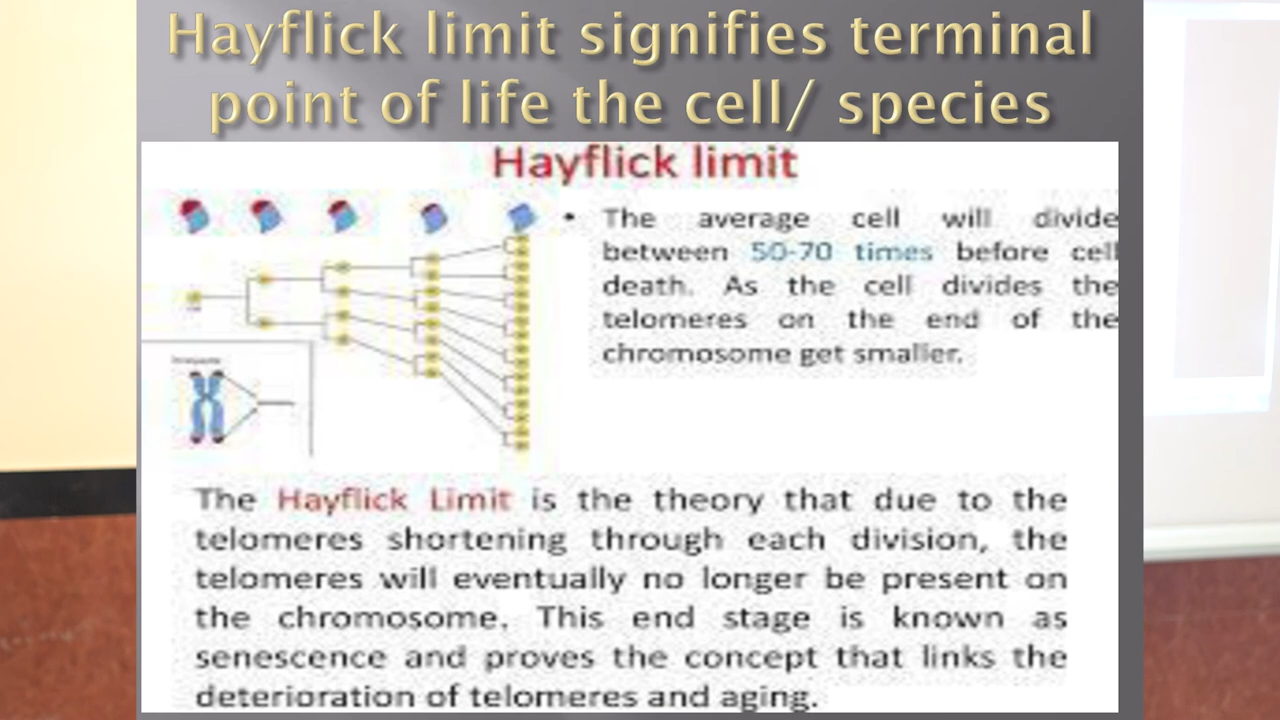 Hayflick limit signifies terminal
point of life the cell/ species
Hayflick limit
• The average cell will divide
between 50-70 times before cell
death. As the cell divides the
telomeres on the end of the
chromosome get smaller.
The Hayflick Limit is the theory that due to the
telomeres shortening through each division, the
telomeres will eventually no longer be present on
the chromosome. This end stage is known as
senescence and proves the concept that links the
deterioration of telomeres and aging.